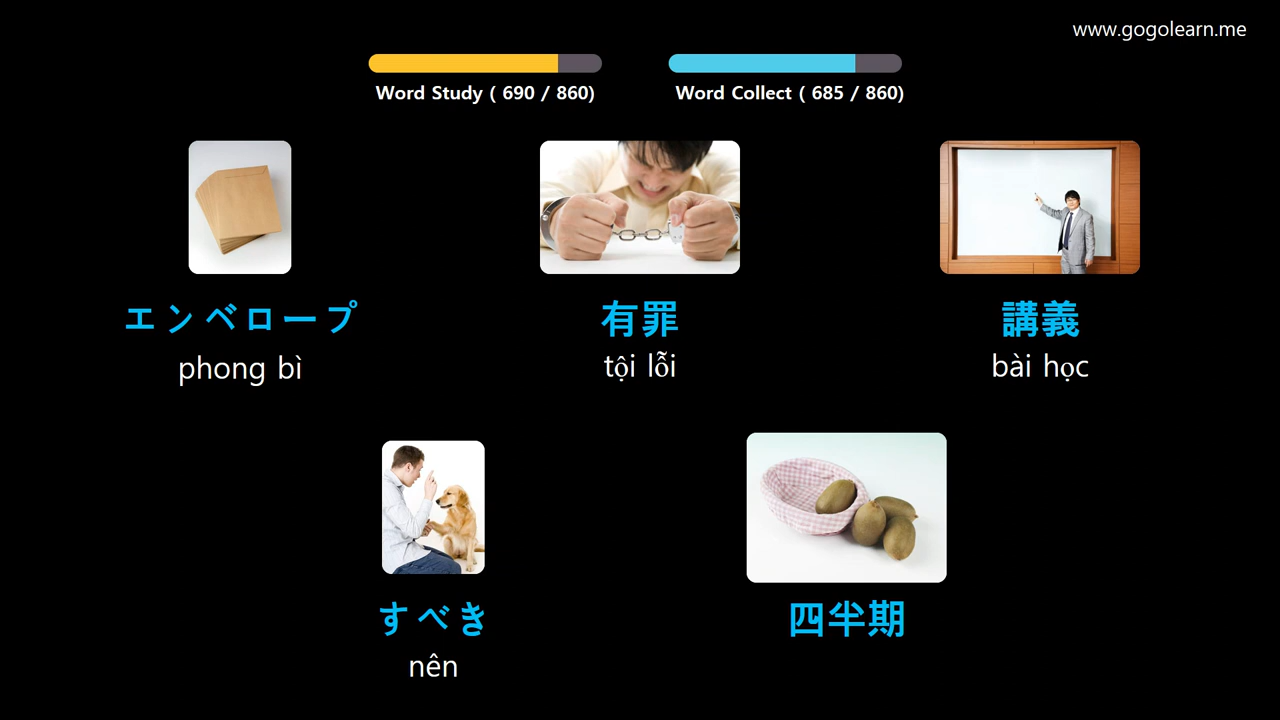 www.gogolearn.me
Word Study ( 690 / 860)
Word Collect ( 685 / 860)
エンベロープ
phong bì
有罪
tội lỗi
講義
bài học
すべき
nên
四半期